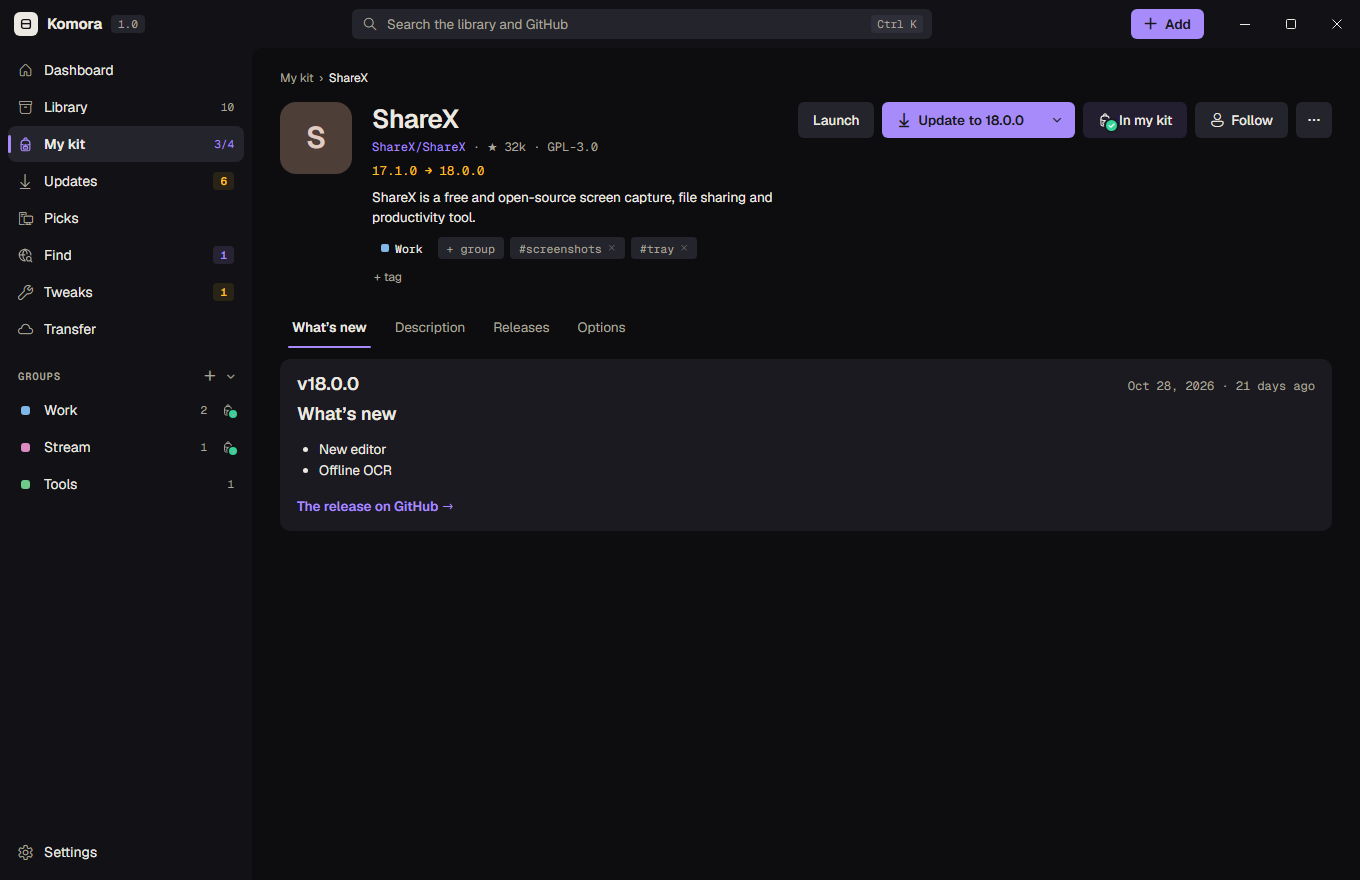 Komora 1.0
Search the library and GitHub Ctrl K
+ Add
Dashboard
Library 10
My kit 3/4
Updates 6
Picks
Find 1
Tweaks 1
Transfer
GROUPS
Work 2
Stream 1
Tools 1
Settings
My kit › ShareX
S
ShareX
ShareX/ShareX · ★ 32k · GPL-3.0
17.1.0 → 18.0.0
ShareX is a free and open-source screen capture, file sharing and
productivity tool.
Work + group #screenshots × #tray ×
+ tag
Launch
Update to 18.0.0
In my kit
Follow
···
What's new Description Releases Options
v18.0.0
Oct 28, 2026 · 21 days ago
What's new
• New editor
• Offline OCR
The release on GitHub →